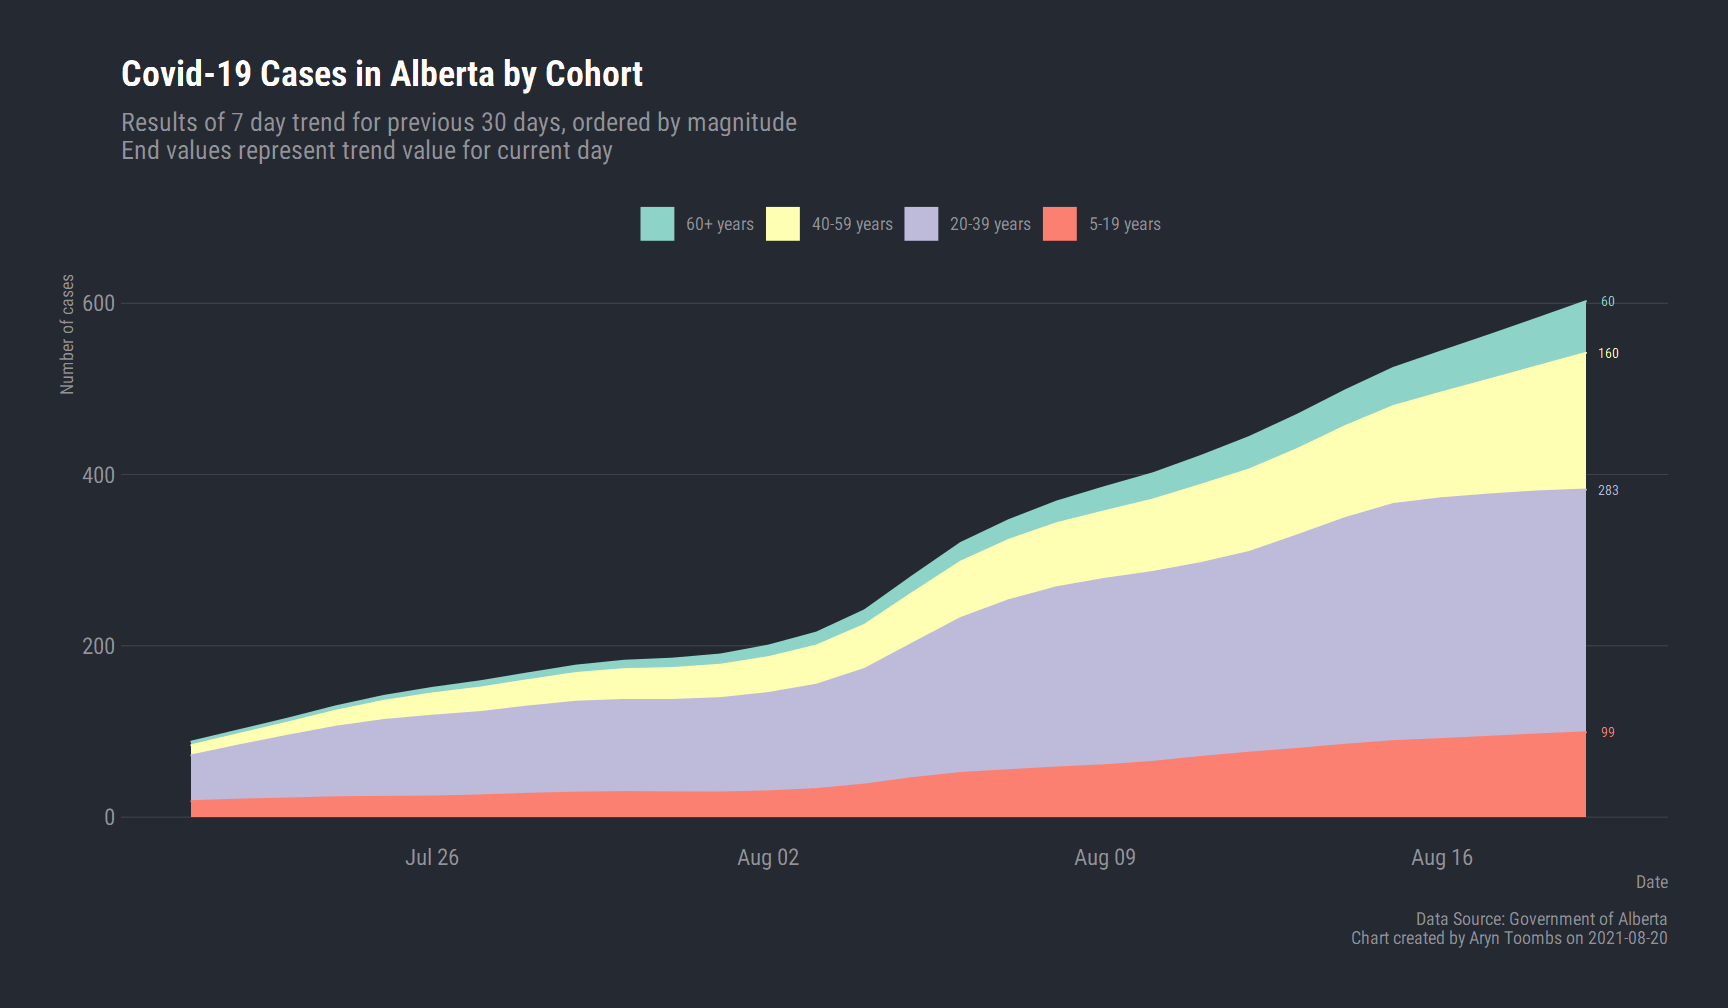 Covid-19 Cases in Alberta by Cohort
Results of 7 day trend for previous 30 days, ordered by magnitude
End values represent trend value for current day
60+ years
40-59 years
20-39 years
5-19 years
Number of cases
600
400
200
0
60
160
283
99
Jul 26
Aug 02
Aug 09
Aug 16
Date
Data Source: Government of Alberta
Chart created by Aryn Toombs on 2021-08-20